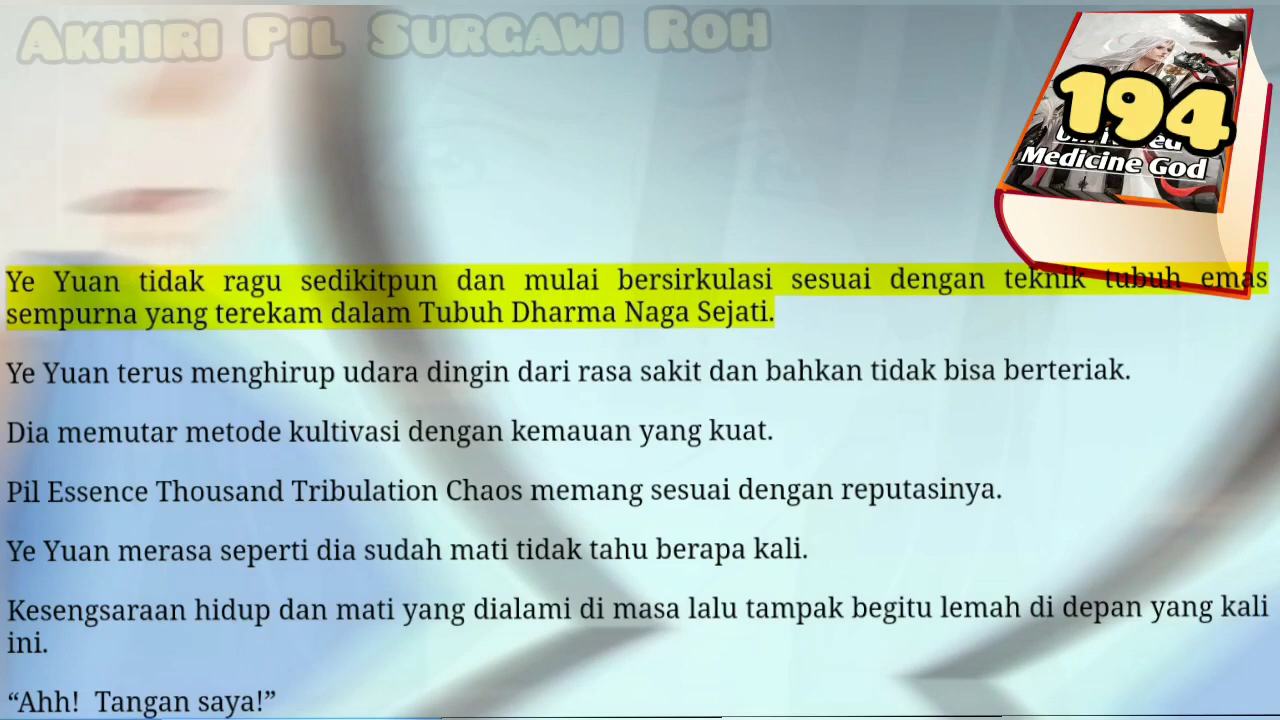 Akhiri Pil Surgawi Roh
194
Medicine God
Ye Yuan tidak ragu sedikitpun dan mulai bersirkulasi sesuai dengan teknik tubuh emas
sempurna yang terekam dalam Tubuh Dharma Naga Sejati.
Ye Yuan terus menghirup udara dingin dari rasa sakit dan bahkan tidak bisa berteriak.
Dia memutar metode kultivasi dengan kemauan yang kuat.
Pil Essence Thousand Tribulation Chaos memang sesuai dengan reputasinya.
Ye Yuan merasa seperti dia sudah mati tidak tahu berapa kali.
Kesengsaraan hidup dan mati yang dialami di masa lalu tampak begitu lemah di depan yang kali
ini.
“Ahh!  Tangan saya!”